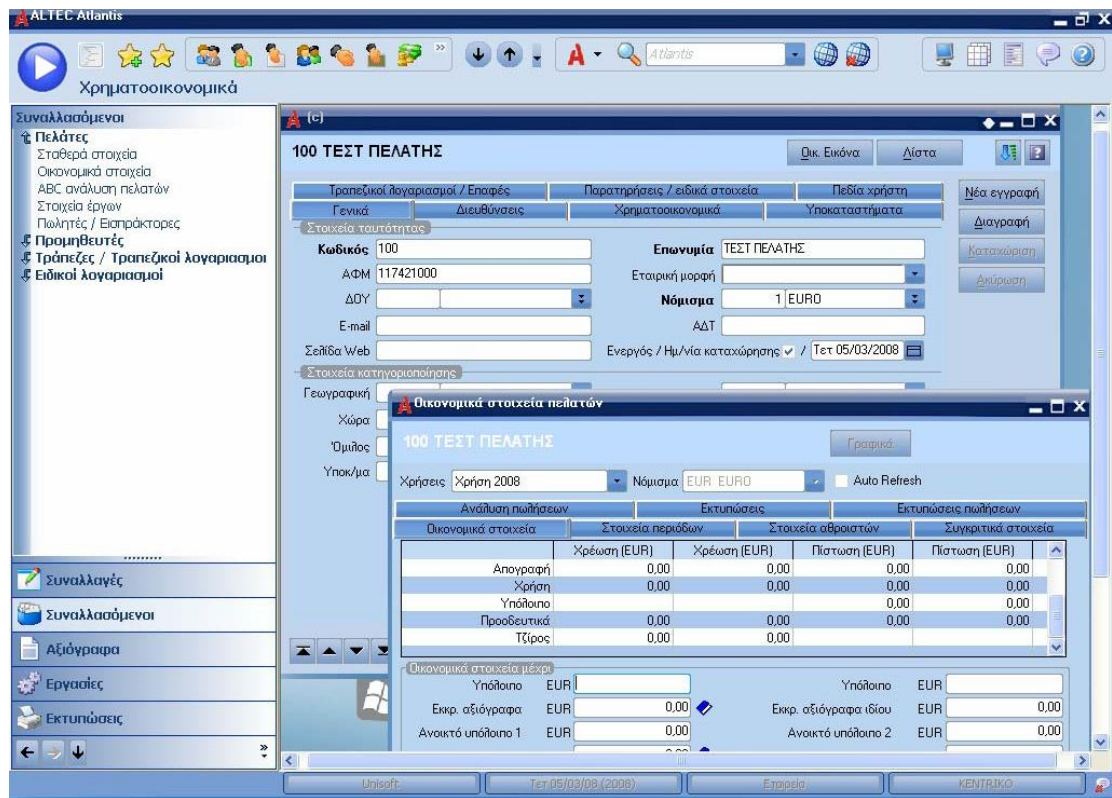 ALTEC Atlantis
Atlantis
Χρηματοοικονομικά
Συναλλασόμενοι
Πελάτες
Σταθερά στοιχεία
Οικονομικά στοιχεία
ABC ανάλυση πελατών
Στοιχεία έργων
Πωλητές / Εισπράκτορες
Προμηθευτές
Τράπεζες / Τραπεζικοί λογαριασμοι
Ειδικοί λογαριασμοί
Συναλλαγές
Συναλλασόμενοι
Αξιόγραφα
Εργασίες
Εκτυπώσεις
(c)
100 ΤΕΣΤ ΠΕΛΑΤΗΣ
Οικ. Εικόνα Λίστα
Τραπεζικοί λογαριασμοί / Επαφές Παρατηρήσεις / ειδικά στοιχεία Πεδία χρήστη
Γενικά Διευθύνσεις Χρηματοοικονομικά Υποκαταστήματα
Νέα εγγραφή
Διαγραφή
Καταχώριση
Ακύρωση
Στοιχεία ταυτότητας
Κωδικός 100 Επωνυμία ΤΕΣΤ ΠΕΛΑΤΗΣ
ΑΦΜ 117421000 Εταιρική μορφή
ΔΟΥ Νόμισμα 1 EURO
E-mail ΑΔΤ
Σελίδα Web Ενεργός / Ημ/νία καταχώρησης / Τετ 05/03/2008
Στοιχεία κατηγοριοποίησης
Γεωγραφική
Χώρα
Όμιλος
Υποκ/μα
Οικονομικά στοιχεία πελατών
100 ΤΕΣΤ ΠΕΛΑΤΗΣ Γραφικά
Χρήσεις Χρήση 2008 Νόμισμα EUR EURO Auto Refresh
Ανάλυση πωλήσεων Εκτυπώσεις Εκτυπώσεις πωλήσεων
Οικονομικά στοιχεία Στοιχεία περιόδων Στοιχεία αθροιστών Συγκριτικά στοιχεία
Χρέωση (EUR) Χρέωση (EUR) Πίστωση (EUR) Πίστωση (EUR)
Απογραφή 0,00 0,00 0,00 0,00
Χρήση 0,00 0,00 0,00 0,00
Υπόλοιπο 0,00 0,00
Προοδευτικά 0,00 0,00 0,00 0,00
Τζίρος 0,00 0,00
Οικονομικά στοιχεία μέχρι
Υπόλοιπο EUR Υπόλοιπο EUR
Εκκρ. αξιόγραφα EUR 0,00 Εκκρ. αξιόγραφα ιδίου EUR 0,00
Ανοικτό υπόλοιπο 1 EUR 0,00 Ανοικτό υπόλοιπο 2 EUR 0,00
Unisoft Τετ 05/03/08 (2008) Εταιρεία KENTRIKO